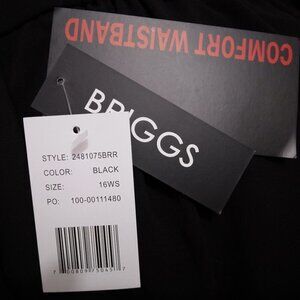 COMFORT WAISTBAND
BRIGGS
STYLE: 2481075BRR
COLOR: BLACK
SIZE: 16WS
PO: 100-00111480